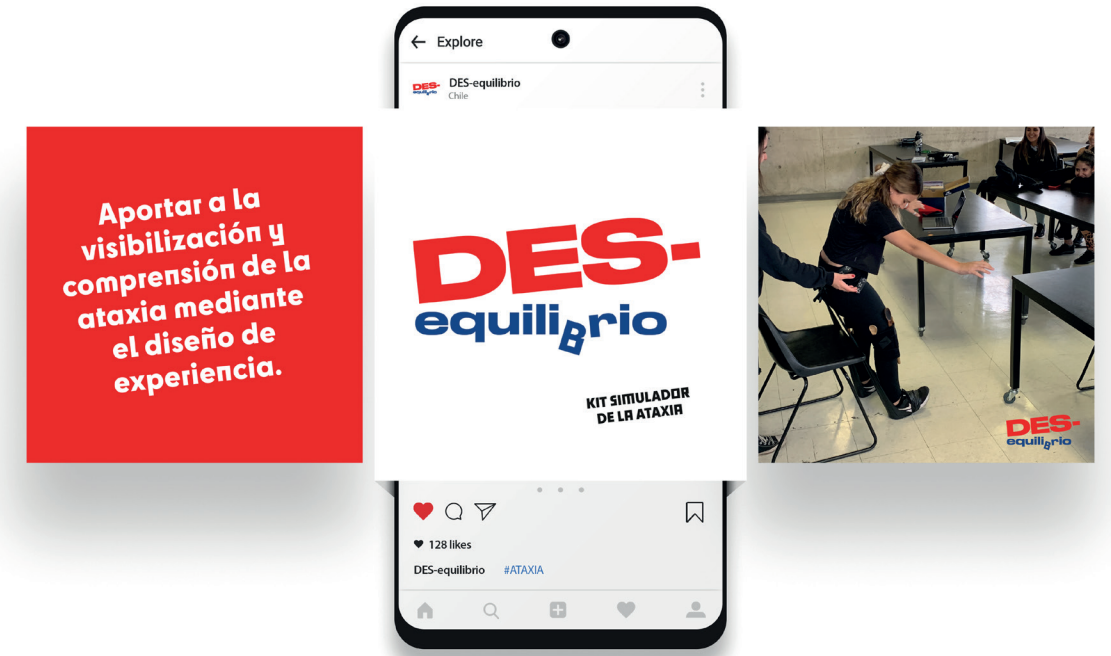 Explore
DES-
equilibrio
DES-equilibrio
Chile
Aportar a la
visibilización y
comprensión de la
ataxia mediante
el diseño de
experiencia.
DES-
equiliBrio
KIT SIMULADOR
DE LA ATAXIA
DES-
equiliBrio
128 likes
DES-equilibrio #ATAXIA